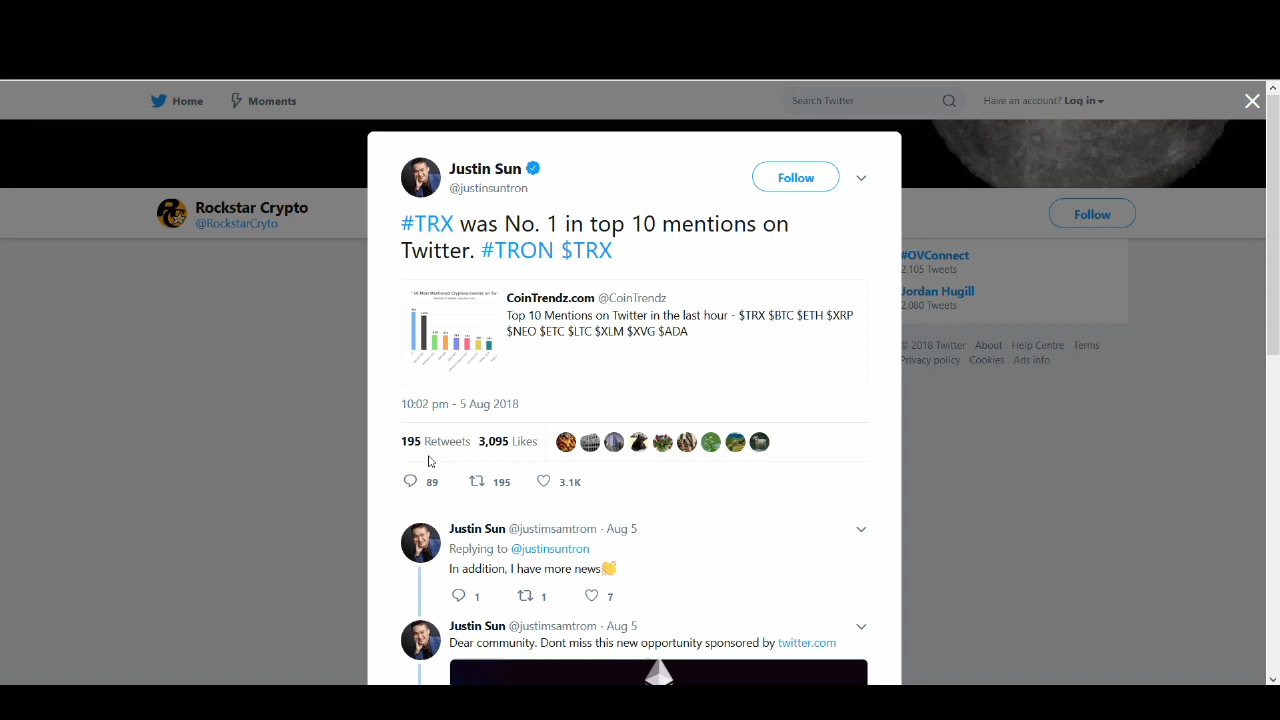 Home Moments Search Twitter Have an account? Log in
Rockstar Crypto
@RockstarCryto
Follow
Justin Sun
@justinsuntron
Follow
#TRX was No. 1 in top 10 mentions on
Twitter. #TRON $TRX
CoinTrendz.com @CoinTrendz
Top 10 Mentions on Twitter in the last hour - $TRX $BTC $ETH $XRP
$NEO $ETC $LTC $XLM $XVG $ADA
10:02 pm - 5 Aug 2018
195 Retweets 3,095 Likes
89 195 3.1K
Justin Sun @justimsamtrom · Aug 5
Replying to @justinsuntron
In addition, I have more news👏
1 1 7
Justin Sun @justimsamtrom · Aug 5
Dear community. Dont miss this new opportunity sponsored by twitter.com
#OVConnect
2,105 Tweets
Jordan Hugill
2,080 Tweets
© 2018 Twitter About Help Centre Terms
Privacy policy Cookies Ads info